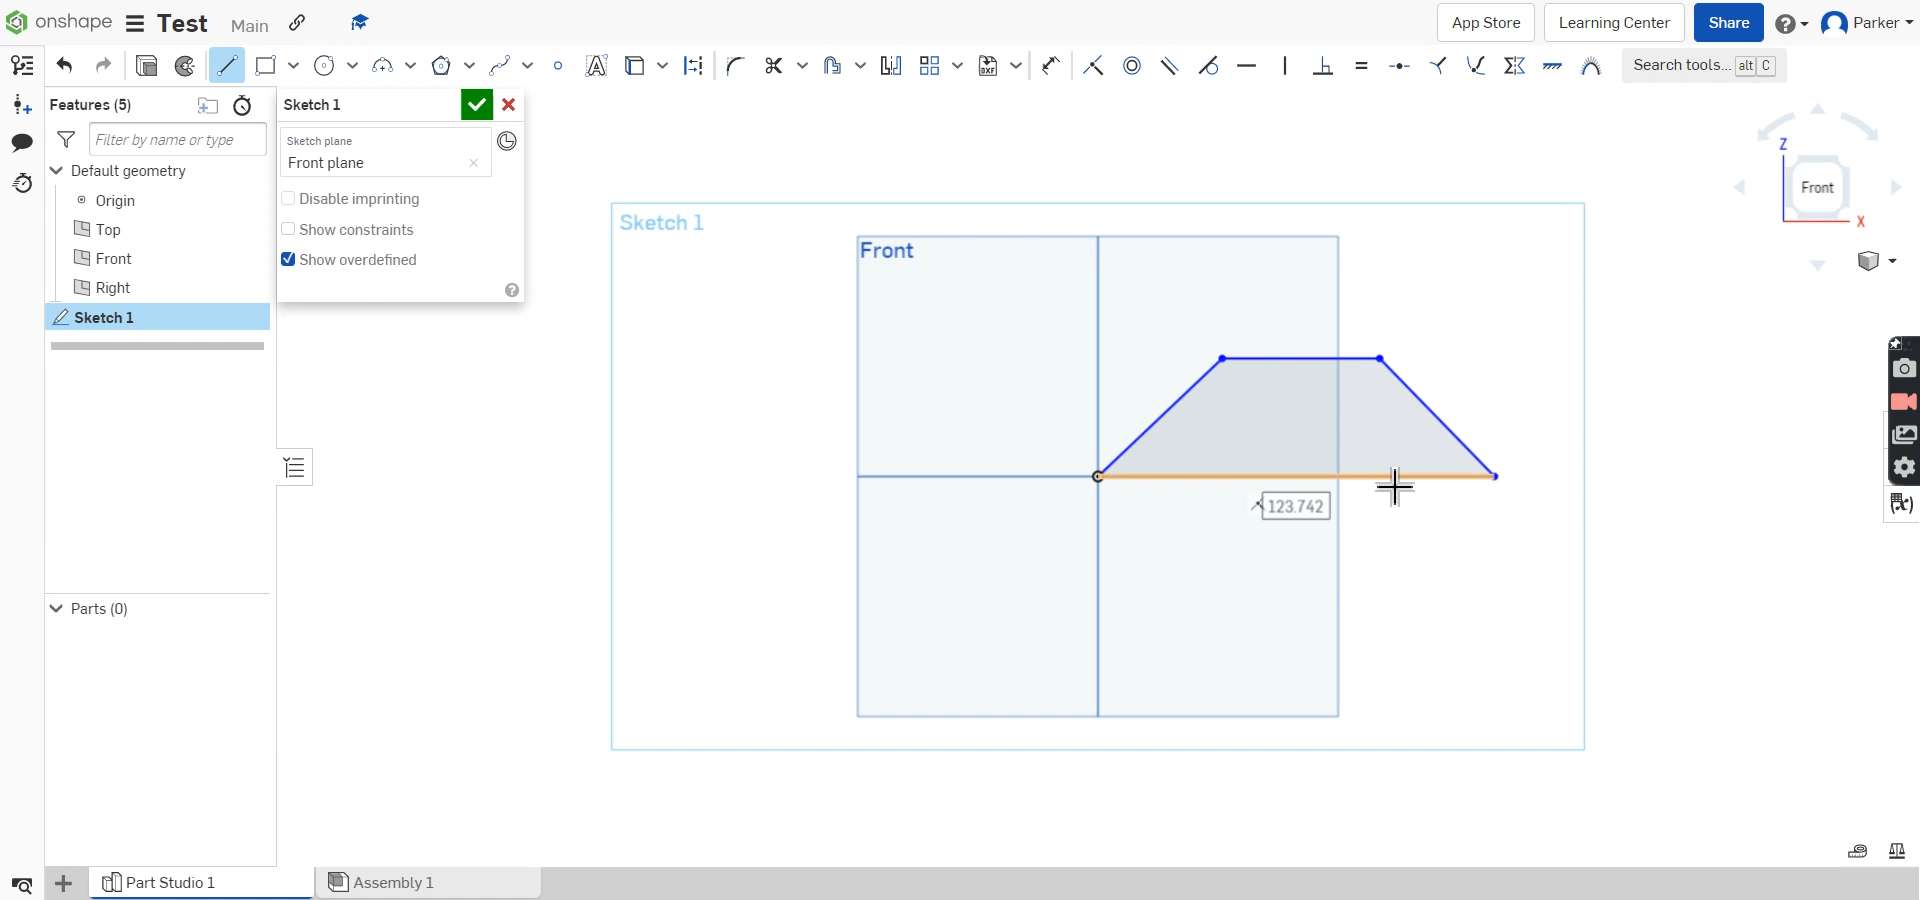 onshape Test Main App Store Learning Center Share Parker
Search tools... alt C
Features (5)
Filter by name or type
Default geometry
Origin
Top
Front
Right
Sketch 1
Parts (0)
Sketch 1
Sketch plane
Front plane
Disable imprinting
Show constraints
Show overdefined
Sketch 1
Front
123.742
Z
Front
X
(x)
Part Studio 1
Assembly 1